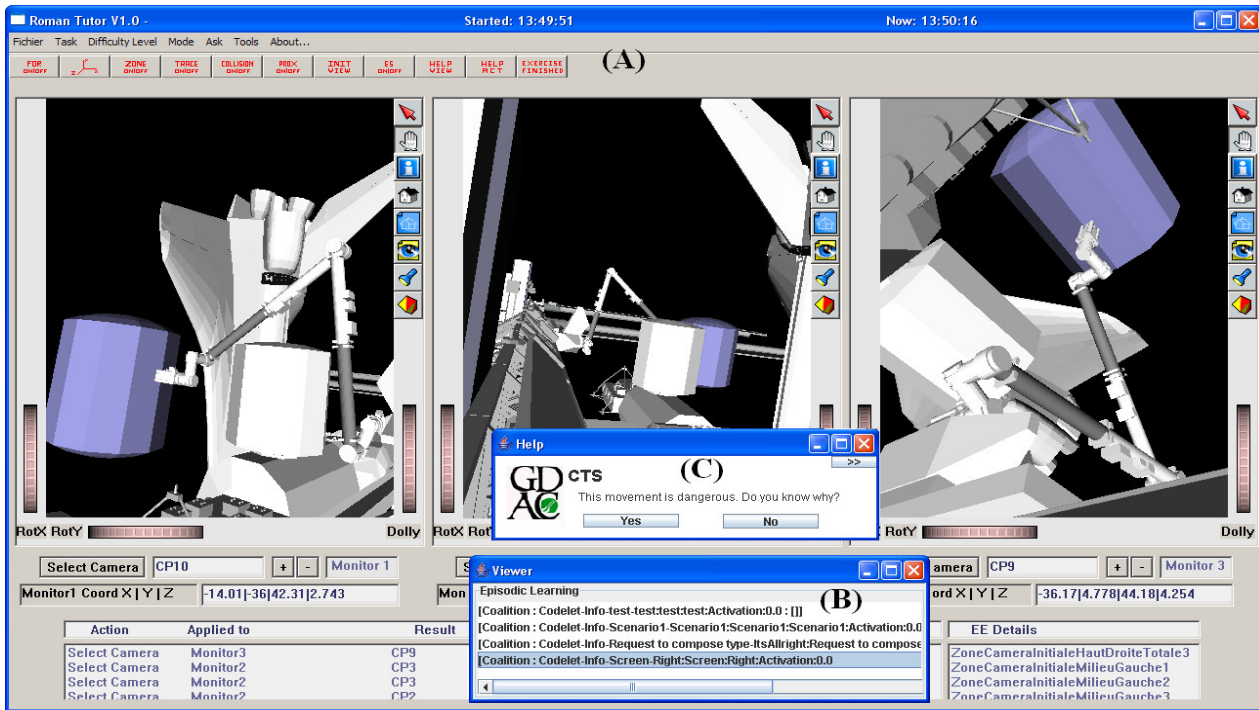 Roman Tutor V1.0 - Started: 13:49:51 Now: 13:50:16
Fichier Task Difficulty Level Mode Ask Tools About...
FOR ON|OFF Z Y X ZONE ON|OFF TRACE ON|OFF COLLISION ON|OFF PROX ON|OFF INIT VIEW ES ON|OFF HELP VIEW HELP ACT EXERCISE FINISHED
(A)
Help
>>
(C)
GDAC CTS
This movement is dangerous. Do you know why?
Yes No
RotX RotY Dolly RotX Rot Dolly
Select Camera CP10 + - Monitor 1 S amera CP9 + - Monitor 3
Monitor1 Coord X | Y | Z -14.01|-36|42.31|2.743 Mon ord X | Y | Z -36.17|4.778|44.18|4.254
Viewer
Episodic Learning
(B)
[Coalition : Codelet-Info-test-test:test:test:Activation:0.0 : []]
[Coalition : Codelet-Info-Scenario1-Scenario1:Scenario1:Scenario1:Activation:0.0
[Coalition : Codelet-Info-Request to compose type-ItsAllright:Request to compose
[Coalition : Codelet-Info-Screen-Right:Screen:Right:Activation:0.0
Action Applied to Result EE Details
Select Camera Monitor3 CP9 ZoneCameraInitialeHautDroiteTotale3
Select Camera Monitor2 CP3 ZoneCameraInitialeMilieuGauche1
Select Camera Monitor2 CP3 ZoneCameraInitialeMilieuGauche2
Select Camera Monitor2 CP2 ZoneCameraInitialeMilieuGauche3